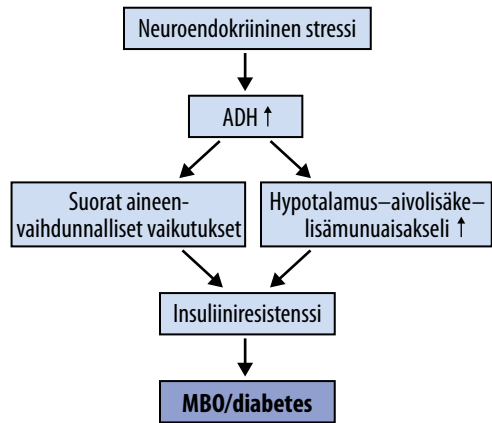 Neuroendokriininen stressi
ADH ↑
Suorat aineen-
vaihdunnalliset vaikutukset
Hypotalamus–aivolisäke–
lisämunuaisakseli ↑
Insuliiniresistenssi
MBO/diabetes